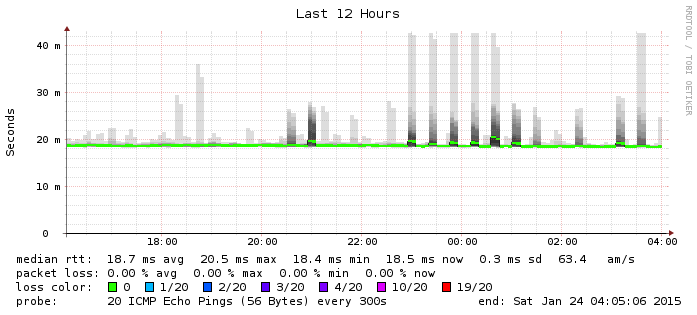 Last 12 Hours
RRDTOOL / TOBI OETIKER
Seconds
40 m
30 m
20 m
10 m
0
18:00 20:00 22:00 00:00 02:00 04:00
median rtt: 18.7 ms avg 20.5 ms max 18.4 ms min 18.5 ms now 0.3 ms sd 63.4 am/s
packet loss: 0.00 % avg 0.00 % max 0.00 % min 0.00 % now
loss color: 0 1/20 2/20 3/20 4/20 10/20 19/20
probe: 20 ICMP Echo Pings (56 Bytes) every 300s end: Sat Jan 24 04:05:06 2015